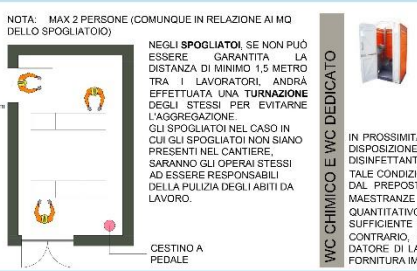 NOTA: MAX 2 PERSONE (COMUNQUE IN RELAZIONE AI MQ
DELLO SPOGLIATOIO)
NEGLI SPOGLIATOI, SE NON PUÒ
ESSERE GARANTITA LA
DISTANZA DI MINIMO 1,5 METRO
TRA I LAVORATORI, ANDRÀ
EFFETTUATA UNA TURNAZIONE
DEGLI STESSI PER EVITARNE
L'AGGREGAZIONE.
GLI SPOGLIATOI NEL CASO IN
CUI GLI SPOGLIATOI NON SIANO
PRESENTI NEL CANTIERE,
SARANNO GLI OPERAI STESSI
AD ESSERE RESPONSABILI
DELLA PULIZIA DEGLI ABITI DA
LAVORO.
CESTINO A
PEDALE
WC CHIMICO E WC DEDICATO
IN PROSSIMITA
DISPOSIZIONE
DISINFETTANT
TALE CONDIZI
DAL PREPOST
MAESTRANZE
QUANTITATIVO
SUFFICIENTE
CONTRARIO,
DATORE DI LA
FORNITURA IM